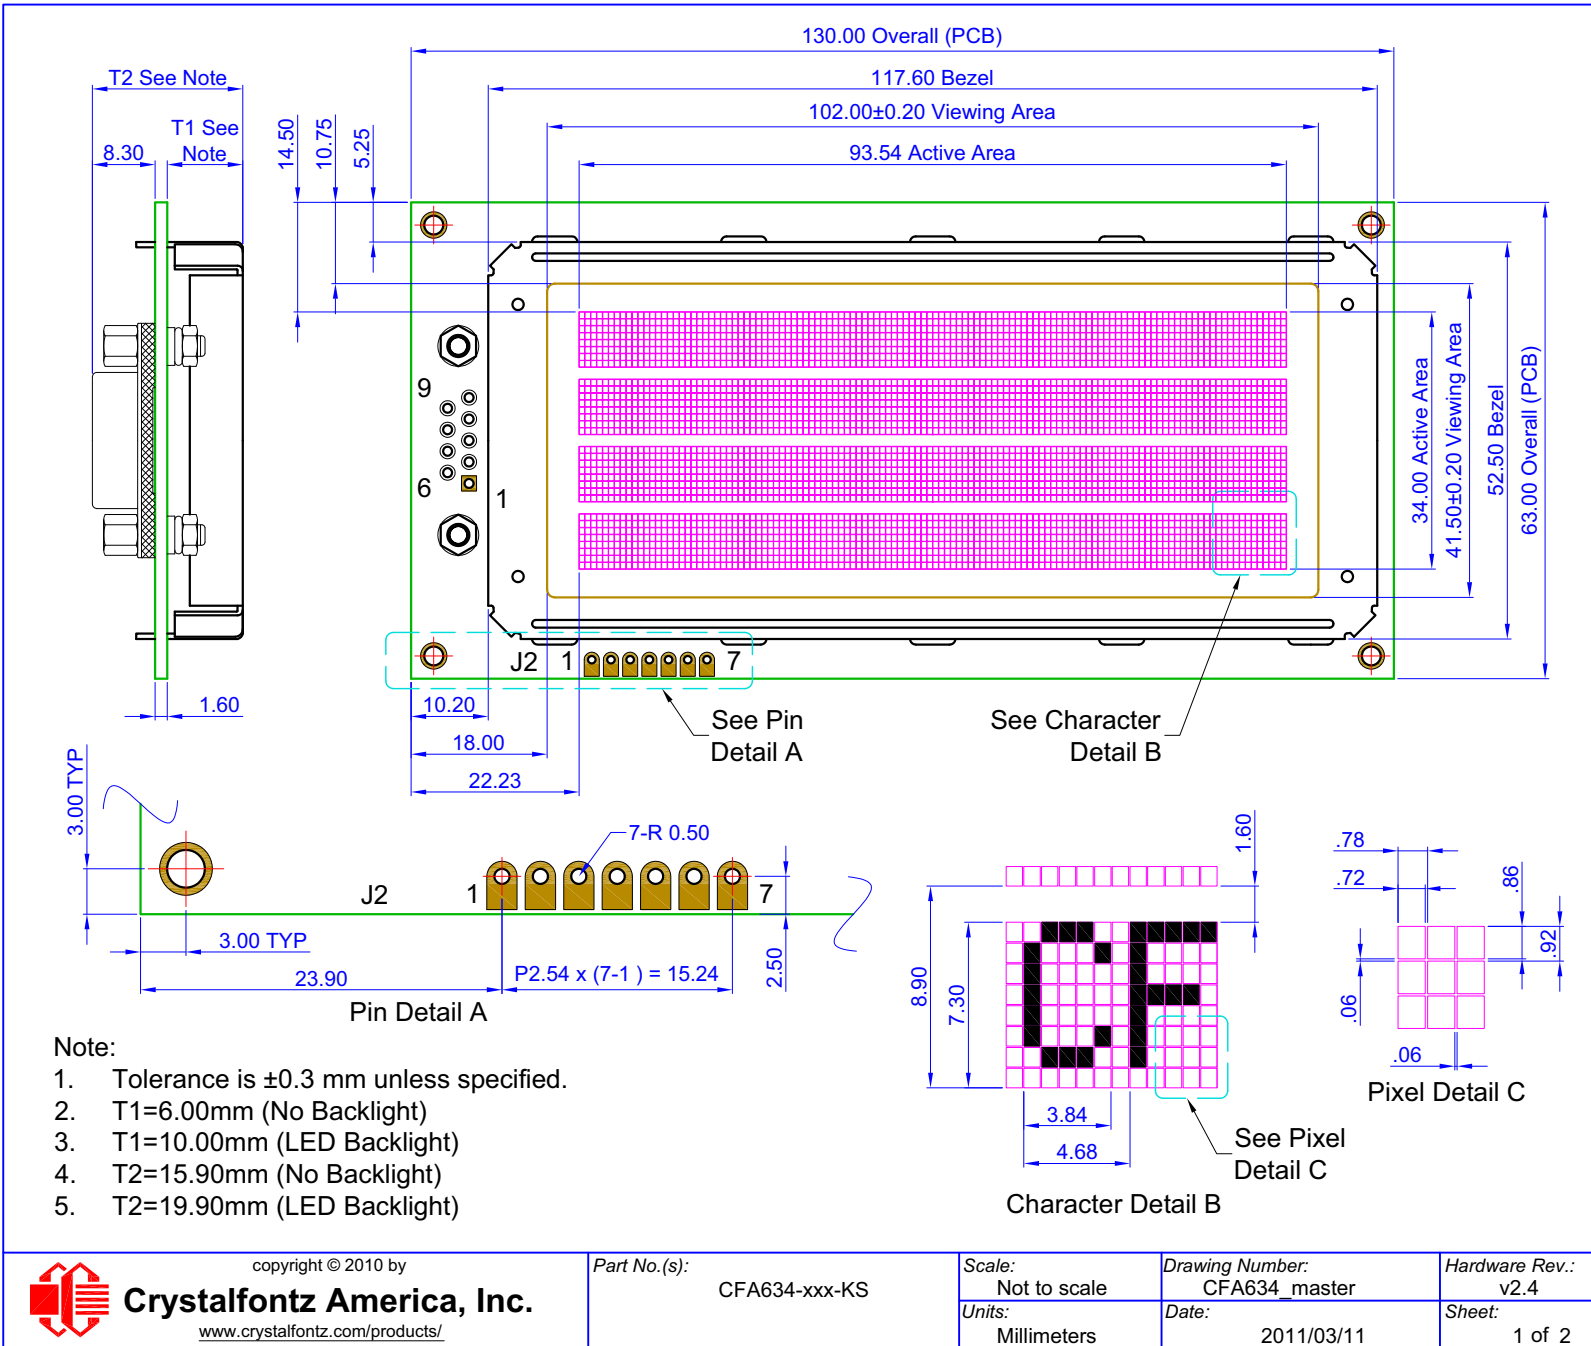 130.00 Overall (PCB)
T2 See Note
117.60 Bezel
102.00±0.20 Viewing Area
T1 See
Note
8.30
14.50
10.75
5.25
93.54 Active Area
9
6
1
34.00 Active Area
41.50±0.20 Viewing Area
52.50 Bezel
63.00 Overall (PCB)
J2 1 7
1.60
10.20
18.00
22.23
See Pin
Detail A
See Character
Detail B
3.00 TYP
7-R 0.50
J2 1 7
3.00 TYP
23.90
P2.54 x (7-1 ) = 15.24
2.50
Pin Detail A
1.60
8.90
7.30
3.84
4.68
See Pixel
Detail C
Character Detail B
.78
.72
.86
.92
.06
.06
Pixel Detail C
Note:
1. Tolerance is ±0.3 mm unless specified.
2. T1=6.00mm (No Backlight)
3. T1=10.00mm (LED Backlight)
4. T2=15.90mm (No Backlight)
5. T2=19.90mm (LED Backlight)
copyright © 2010 by
Crystalfontz America, Inc.
www.crystalfontz.com/products/
Part No.(s):
CFA634-xxx-KS
Scale:
Not to scale
Units:
Millimeters
Drawing Number:
CFA634_master
Date:
2011/03/11
Hardware Rev.:
v2.4
Sheet:
1 of 2